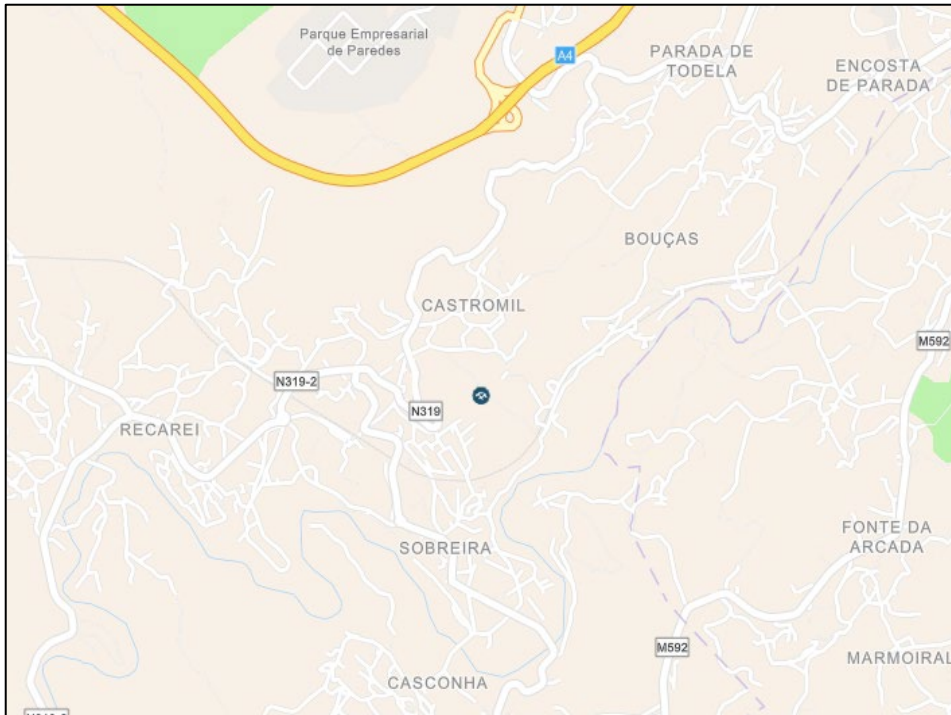 Parque Empresarial
de Paredes
A4
PARADA DE
TODELA
ENCOSTA
DE PARADA
BOUÇAS
CASTROMIL
M592
N319-2
N319
RECAREI
SOBREIRA
FONTE DA
ARCADA
M592
MARMOIRAL
CASCONHA